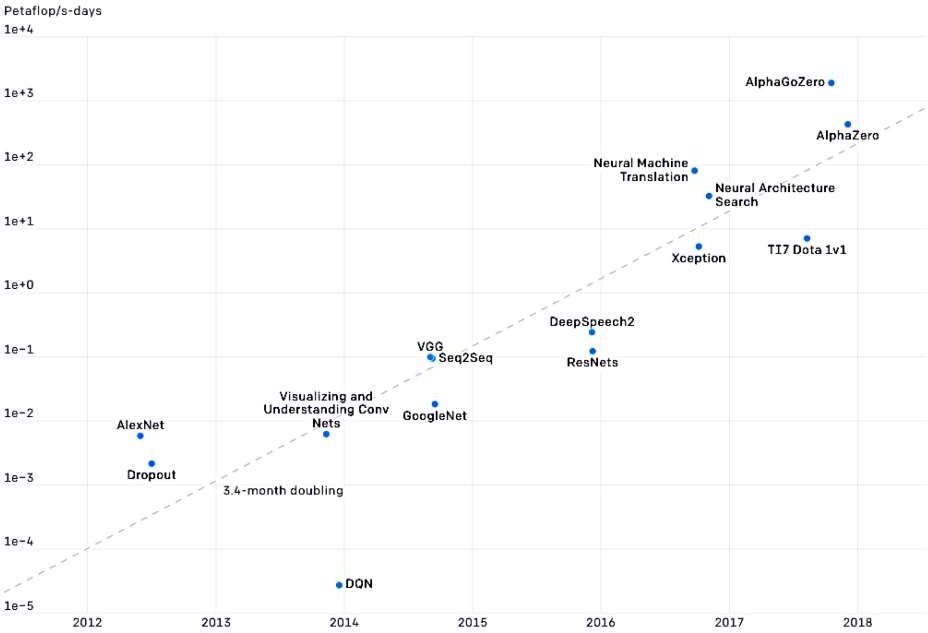 Petaflop/s-days
1e+4
1e+3
1e+2
1e+1
1e+0
1e-1
1e-2
1e-3
1e-4
1e-5
AlphaGoZero
AlphaZero
Neural Machine
Translation
Neural Architecture
Search
TI7 Dota 1v1
Xception
DeepSpeech2
ResNets
VGG
Seq2Seq
GoogleNet
Visualizing and
Understanding Conv
Nets
AlexNet
Dropout
3.4-month doubling
DQN
2012 2013 2014 2015 2016 2017 2018